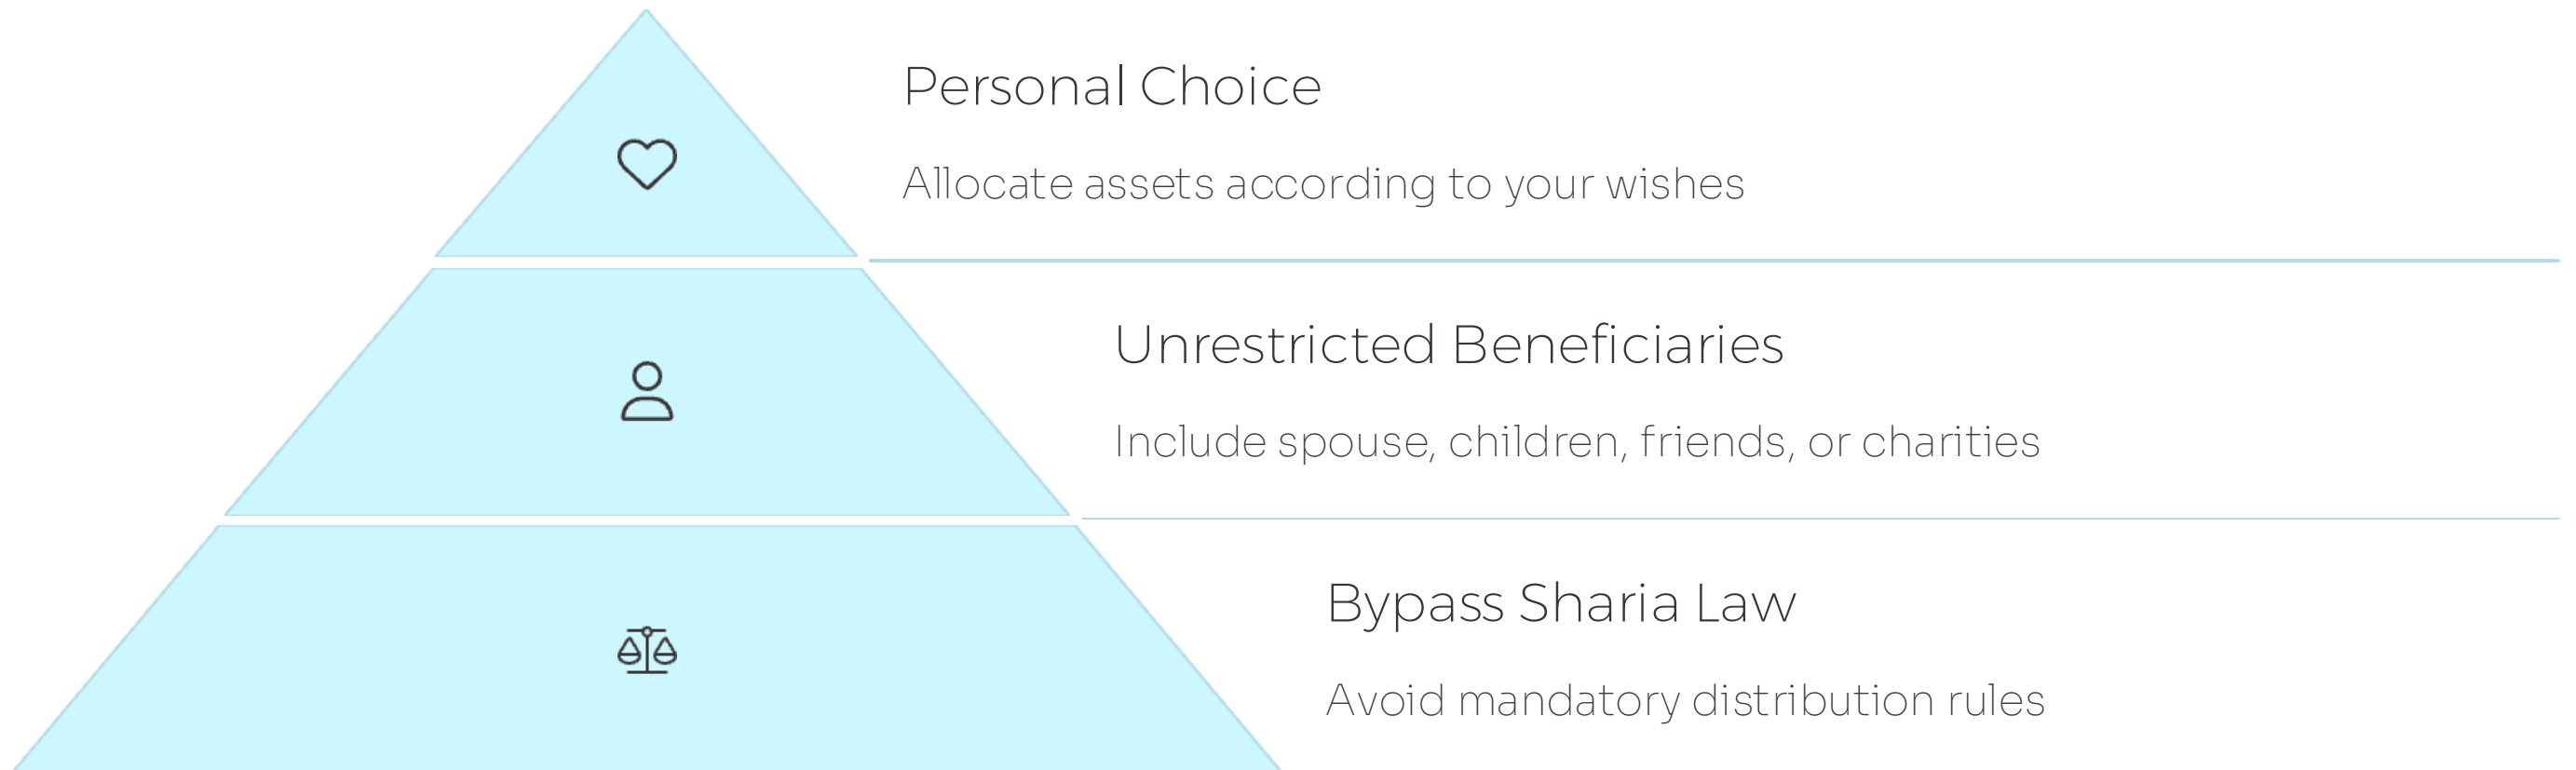 Personal Choice
Allocate assets according to your wishes
Unrestricted Beneficiaries
Include spouse, children, friends, or charities
Bypass Sharia Law
Avoid mandatory distribution rules